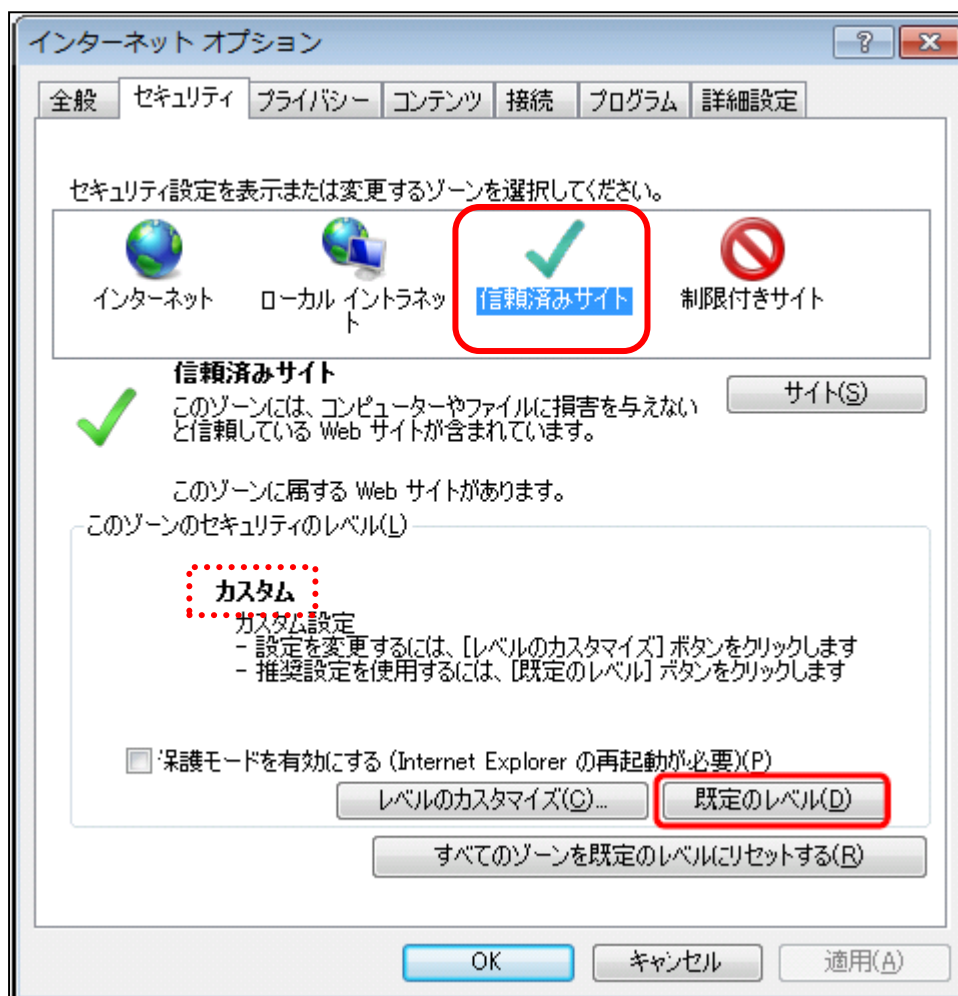 インターネット オプション
全般 セキュリティ プライバシー コンテンツ 接続 プログラム 詳細設定
セキュリティ設定を表示または変更するゾーンを選択してください。
インターネット
ローカル イントラネッ
ト
信頼済みサイト
制限付きサイト
信頼済みサイト
このゾーンには、コンピューターやファイルに損害を与えない
と信頼している Web サイトが含まれています。
サイト(S)
このゾーンに属する Web サイトがあります。
このゾーンのセキュリティのレベル(L)
カスタム
カスタム設定
- 設定を変更するには、[レベルのカスタマイズ] ボタンをクリックします
- 推奨設定を使用するには、[既定のレベル] ボタンをクリックします
保護モードを有効にする (Internet Explorer の再起動が必要)(P)
レベルのカスタマイズ(C)... 既定のレベル(D)
すべてのゾーンを既定のレベルにリセットする(R)
OK キャンセル 適用(A)